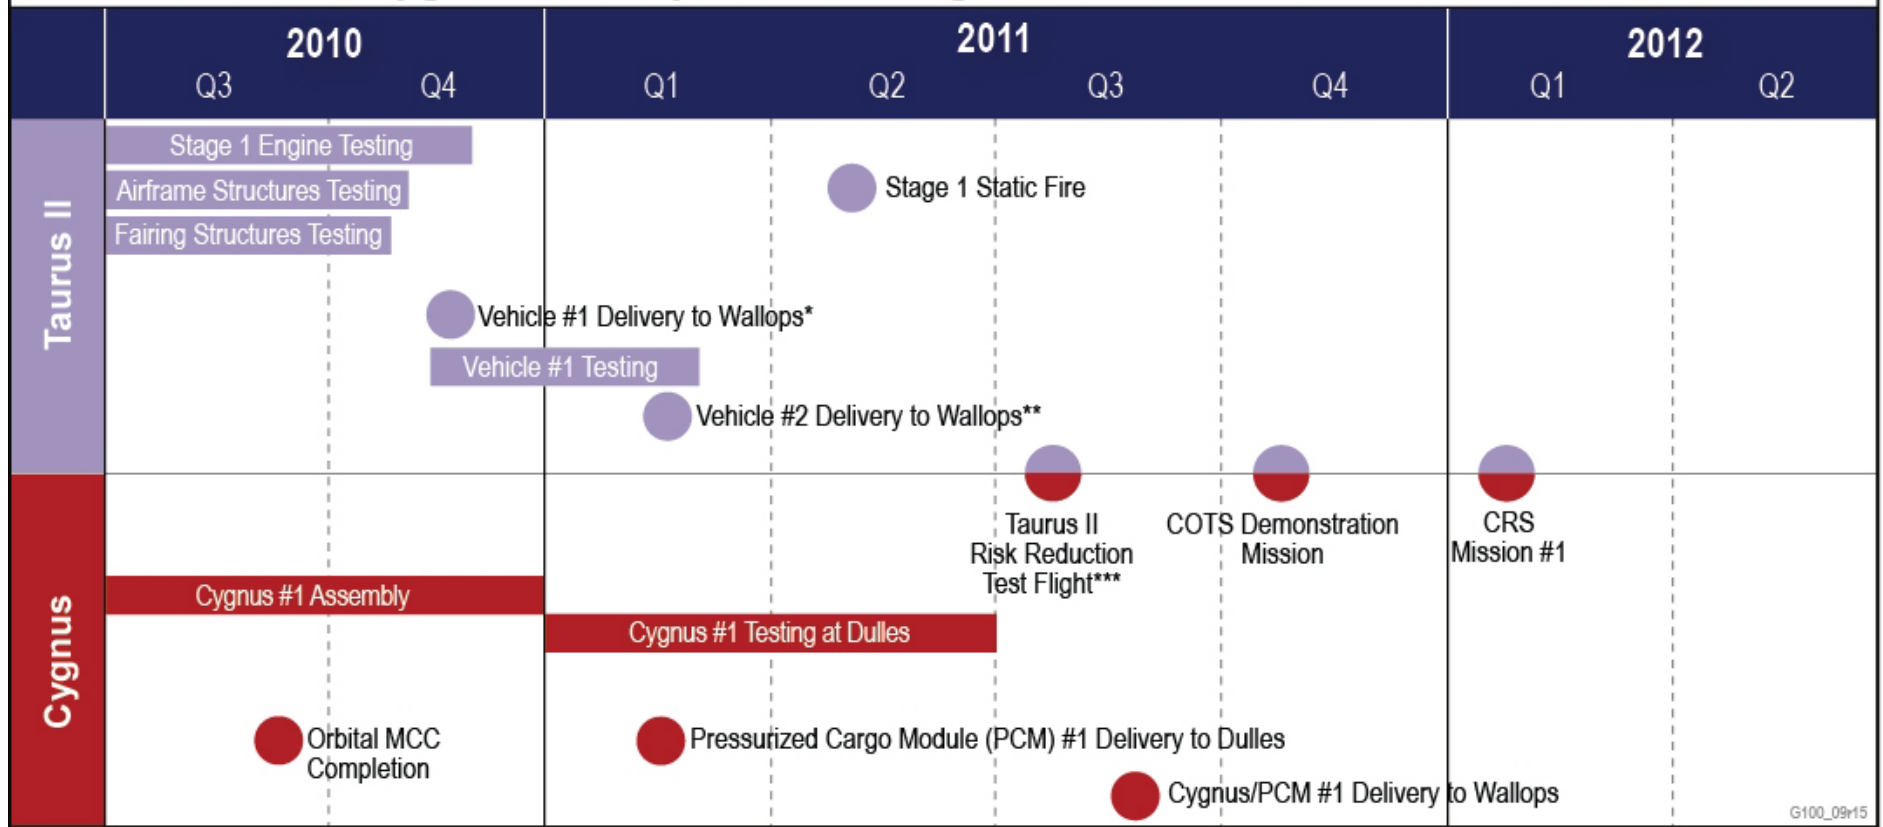 2010
2011
2012
Q3
Q4
Q1
Q2
Q3
Q4
Q1
Q2
Taurus II
Stage 1 Engine Testing
Airframe Structures Testing
Stage 1 Static Fire
Fairing Structures Testing
Vehicle #1 Delivery to Wallops*
Vehicle #1 Testing
Vehicle #2 Delivery to Wallops**
Taurus II
Risk Reduction
Test Flight***
COTS Demonstration
Mission
CRS
Mission #1
Cygnus
Cygnus #1 Assembly
Cygnus #1 Testing at Dulles
Orbital MCC
Completion
Pressurized Cargo Module (PCM) #1 Delivery to Dulles
Cygnus/PCM #1 Delivery to Wallops
G100_09r15